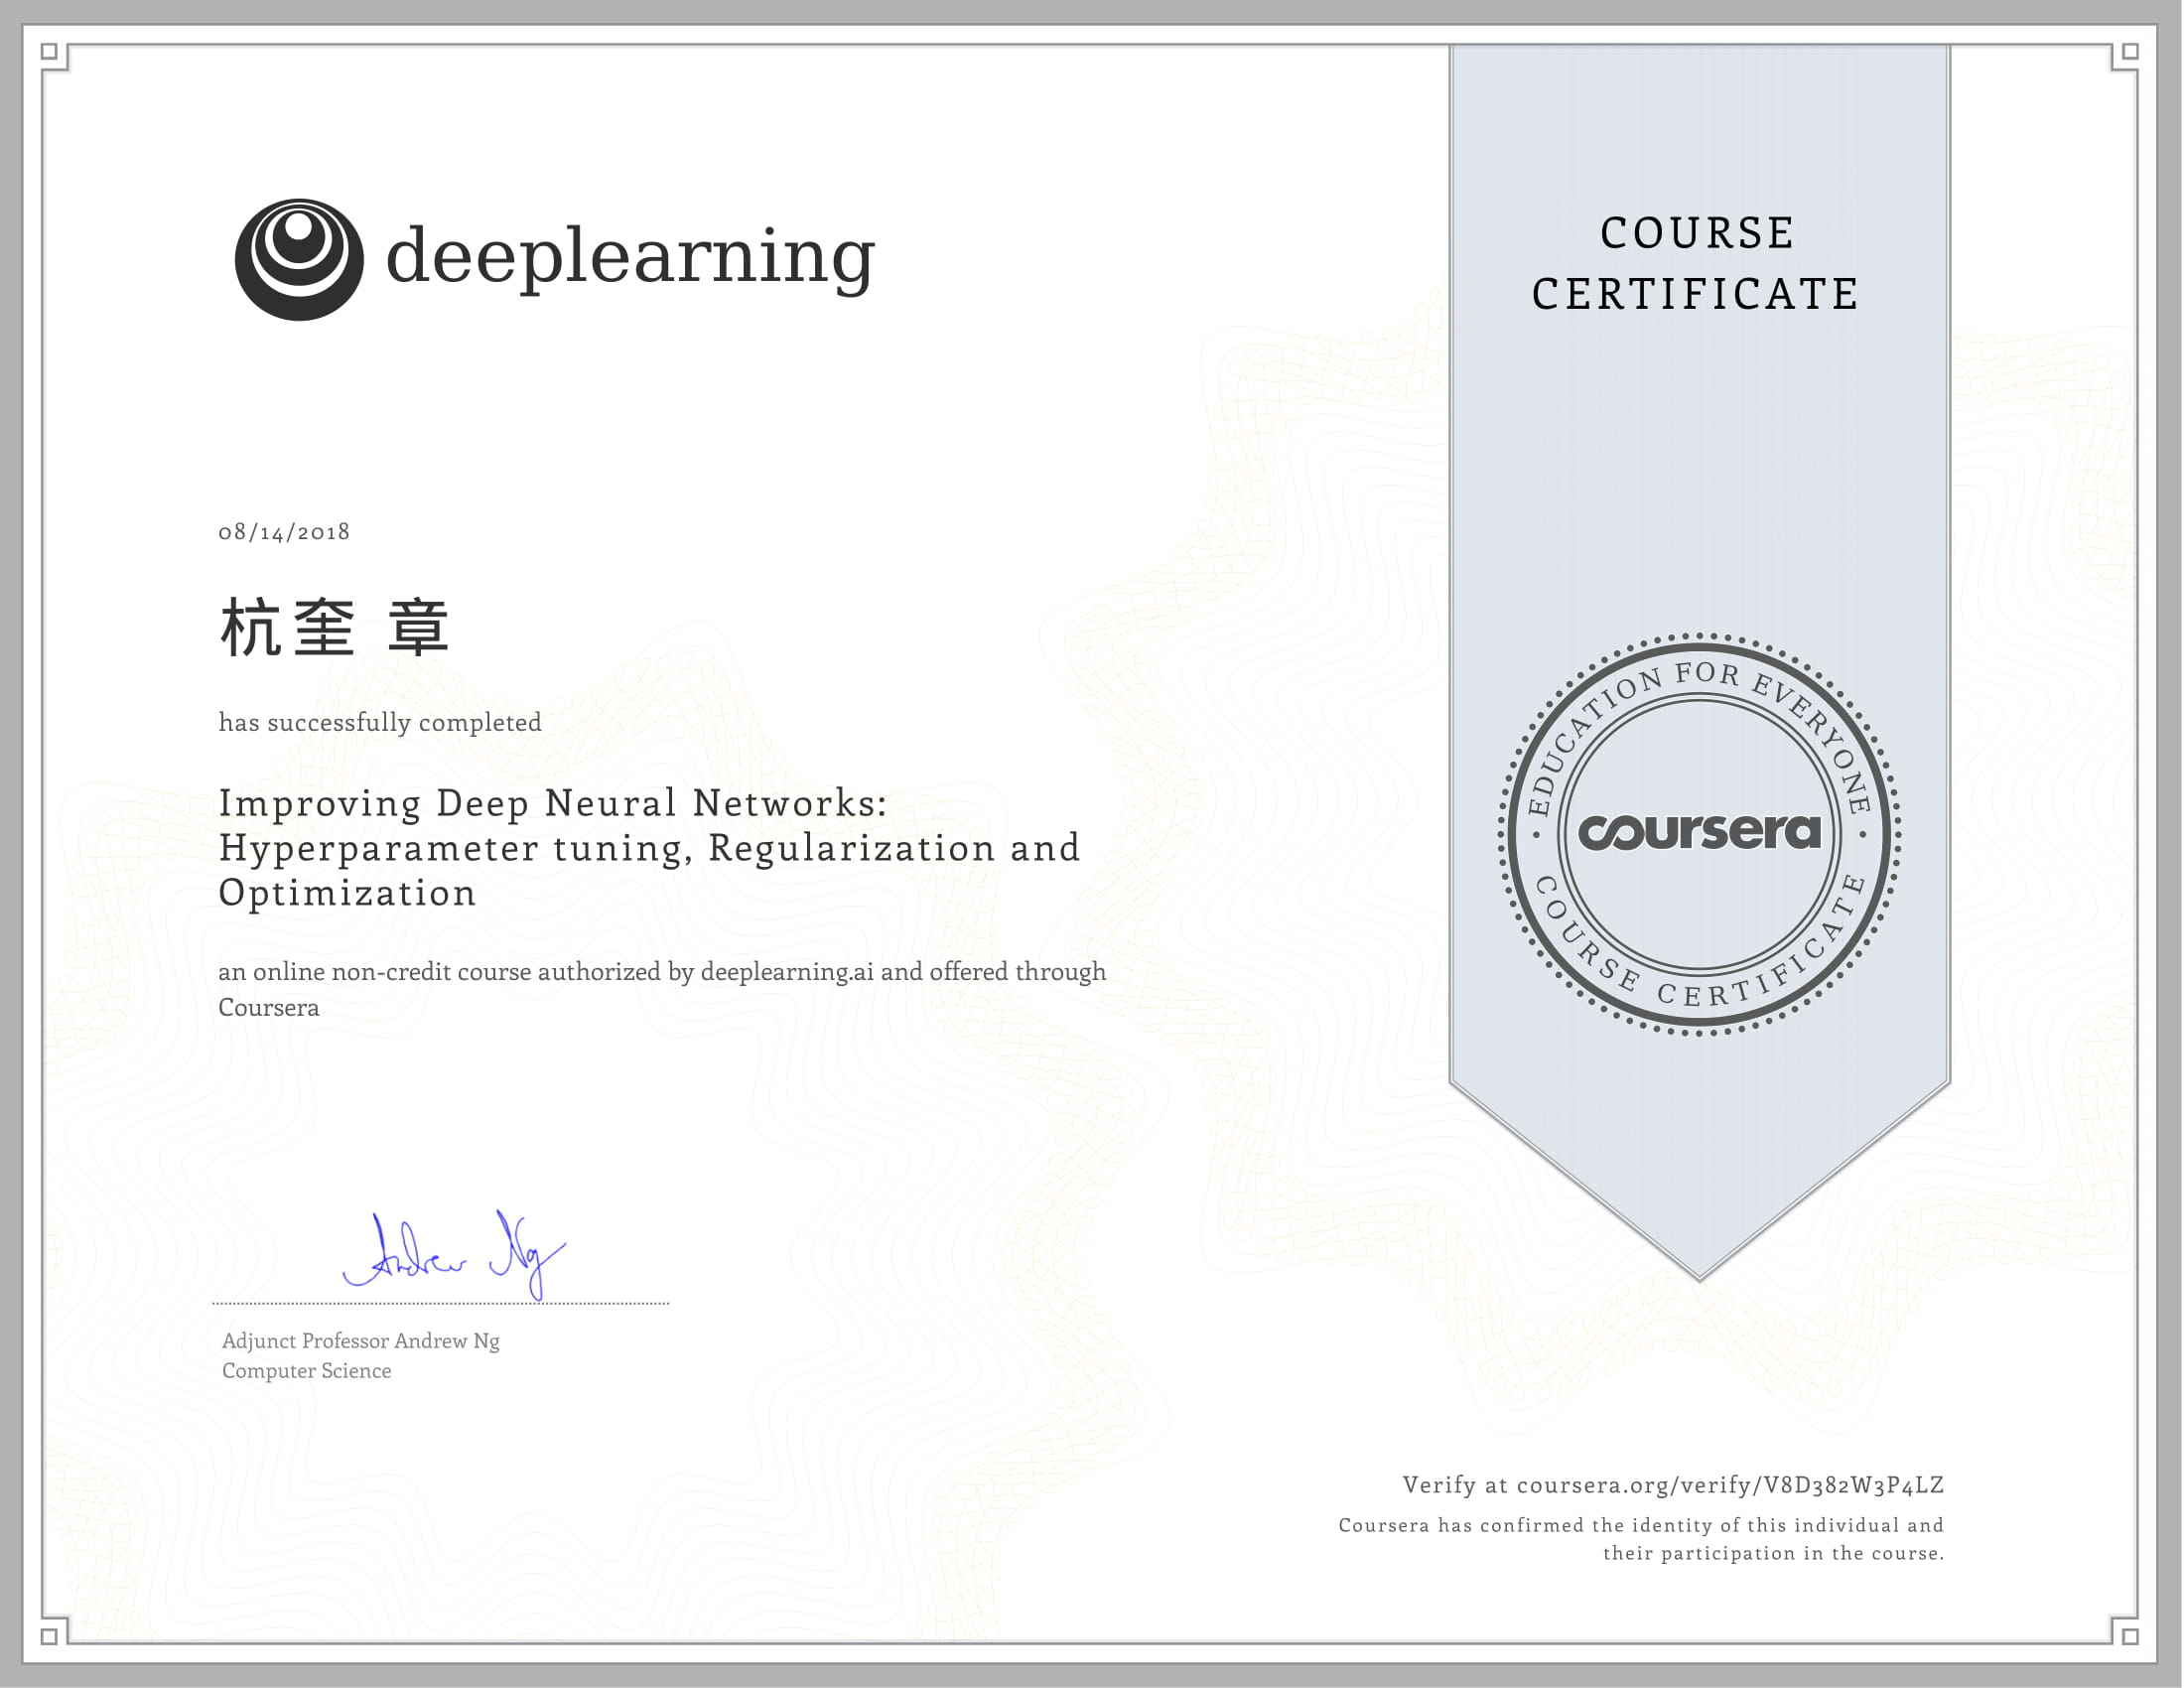 deeplearning
COURSE
CERTIFICATE
08/14/2018
杭奎 章
has successfully completed
Improving Deep Neural Networks:
Hyperparameter tuning, Regularization and
Optimization
an online non-credit course authorized by deeplearning.ai and offered through
Coursera
EDUCATION FOR EVERYONE
coursera
COURSE CERTIFICATE
Andrew Ng
Adjunct Professor Andrew Ng
Computer Science
Verify at coursera.org/verify/V8D382W3P4LZ
Coursera has confirmed the identity of this individual and
their participation in the course.